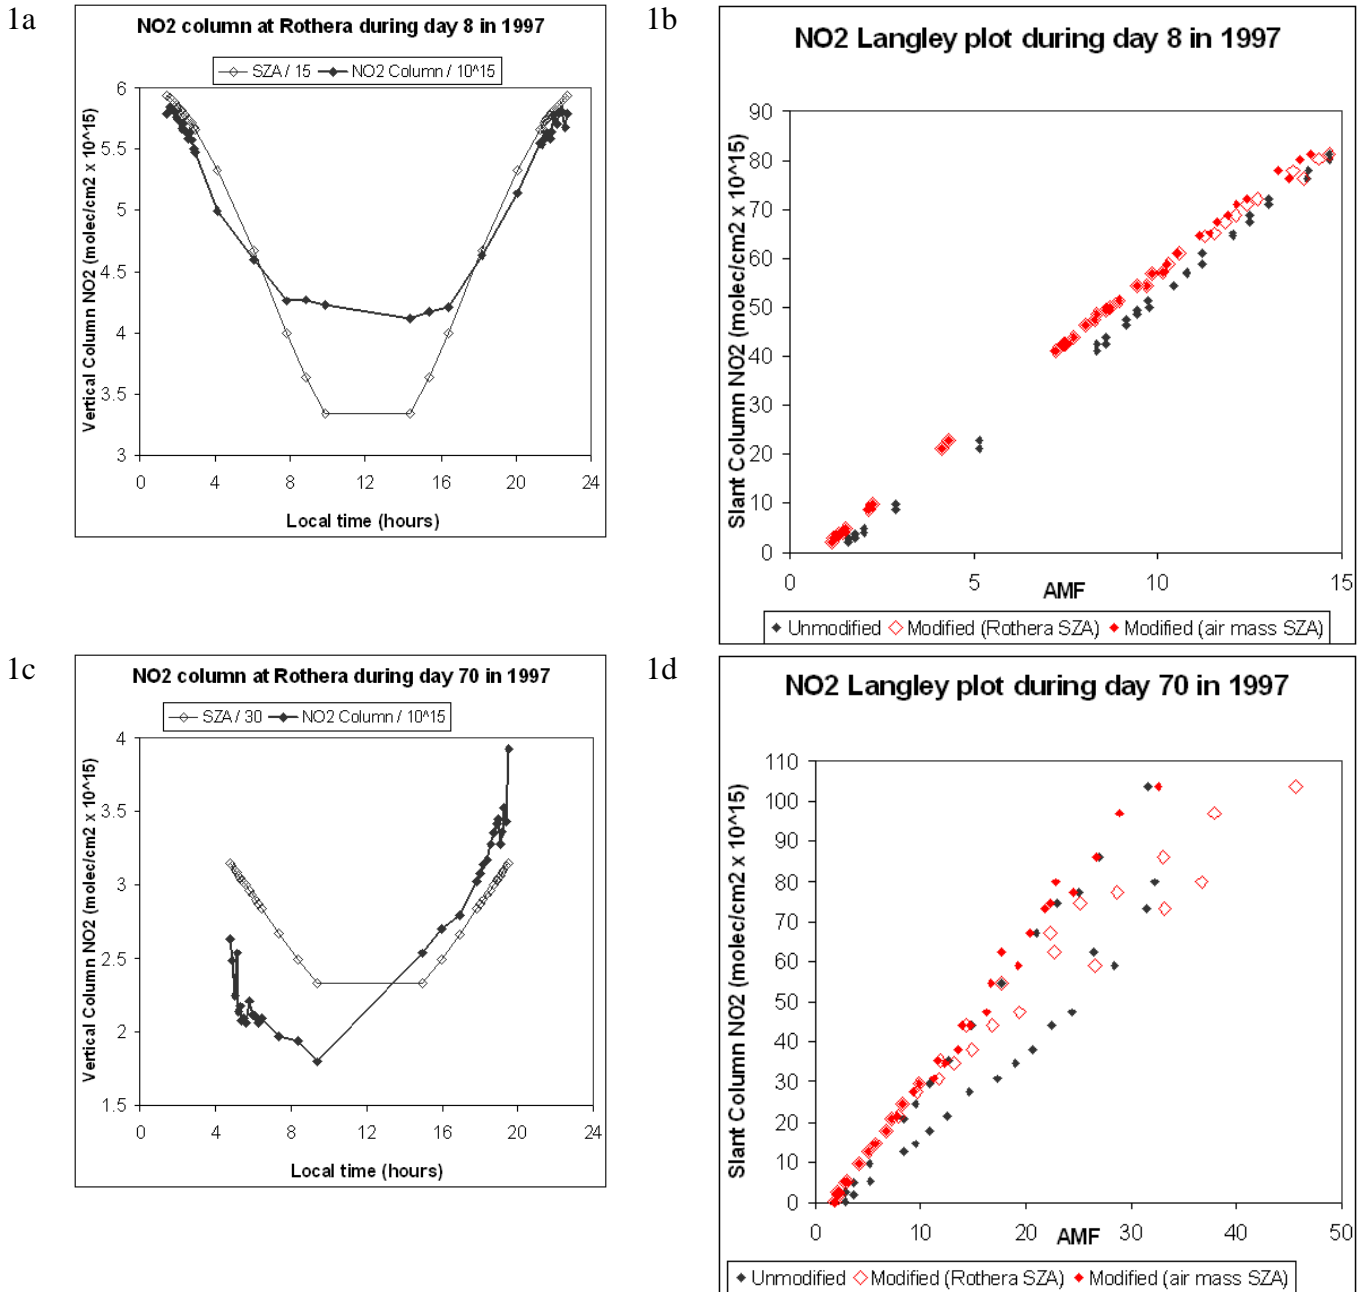 1a
NO2 column at Rothera during day 8 in 1997
SZA / 15 NO2 Column / 10^15
Vertical Column NO2 (molec/cm2 x 10^15)
6
5.5
5
4.5
4
3.5
3
0 4 8 12 16 20 24
Local time (hours)
1b
NO2 Langley plot during day 8 in 1997
Slant Column NO2 (molec/cm2 x 10^15)
90
80
70
60
50
40
30
20
10
0
0 5 10 15
AMF
Unmodified Modified (Rothera SZA) Modified (air mass SZA)
1c
NO2 column at Rothera during day 70 in 1997
SZA / 30 NO2 Column / 10^15
Vertical Column NO2 (molec/cm2 x 10^15)
4
3.5
3
2.5
2
1.5
0 4 8 12 16 20 24
Local time (hours)
1d
NO2 Langley plot during day 70 in 1997
Slant Column NO2 (molec/cm2 x 10^15)
110
100
90
80
70
60
50
40
30
20
10
0
0 10 20 30 40 50
AMF
Unmodified Modified (Rothera SZA) Modified (air mass SZA)